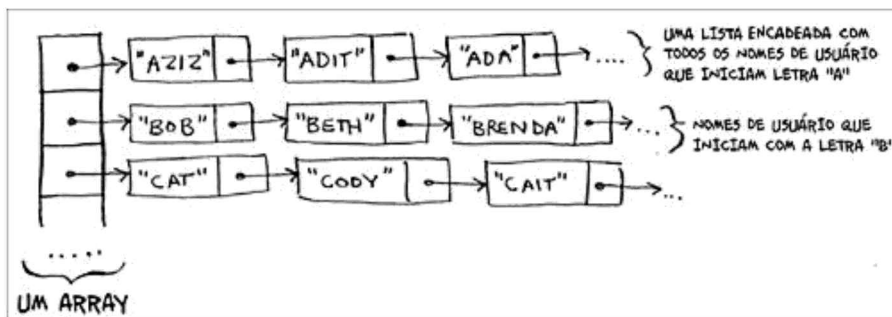 "AZIZ" "ADIT" "ADA" ....
UMA LISTA ENCADEADA COM
TODOS OS NOMES DE USUÁRIO
QUE INICIAM LETRA "A"
"BOB" "BETH" "BRENDA" ...
NOMES DE USUÁRIO QUE
INICIAM COM A LETRA "B"
"CAT" "CODY" "CAIT" ...
.....
UM ARRAY